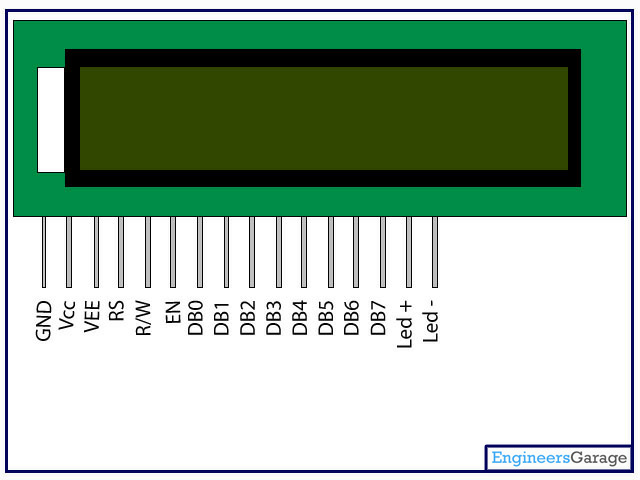 GND
Vcc
VEE
RS
R/W
EN
DB0
DB1
DB2
DB3
DB4
DB5
DB6
DB7
Led +
Led -
EngineersGarage